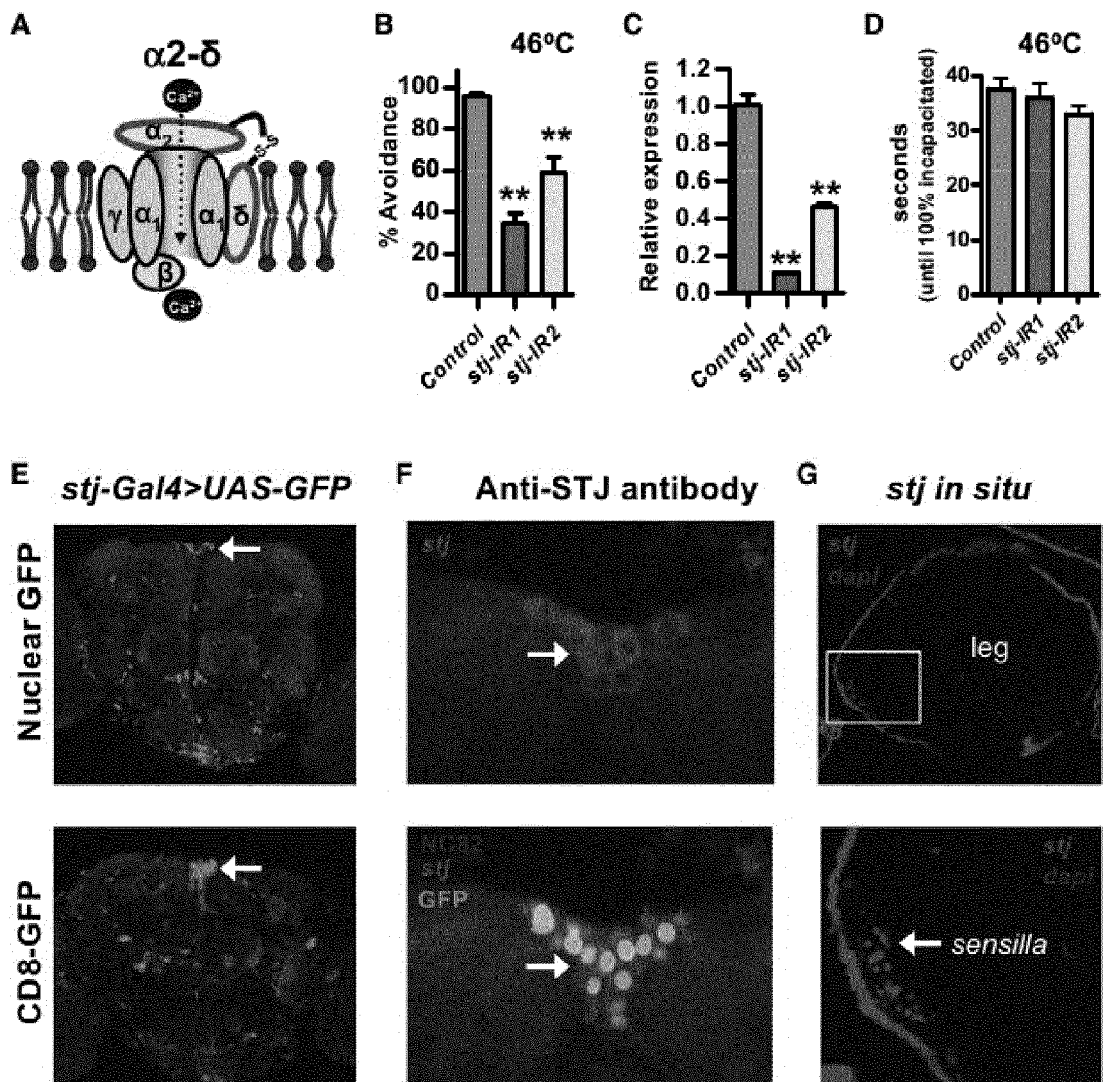 A
α2-δ
Ca²⁺
α2
S-S
γ
α1
α1
δ
β
Ca²⁺
B
46ºC
% Avoidance
100
80
60
40
20
0
**
**
Control
stj-IR1
stj-IR2
C
Relative expression
1.2
1.0
0.8
0.6
0.4
0.2
0.0
**
**
Control
stj-IR1
stj-IR2
D
46ºC
seconds
(until 100% incapacitated)
40
30
20
10
0
Control
stj-IR1
stj-IR2
E
stj-Gal4>UAS-GFP
Nuclear GFP
CD8-GFP
F
Anti-STJ antibody
stj
NC82
stj
GFP
G
stj in situ
stj
dapi
leg
stj
dapi
sensilla